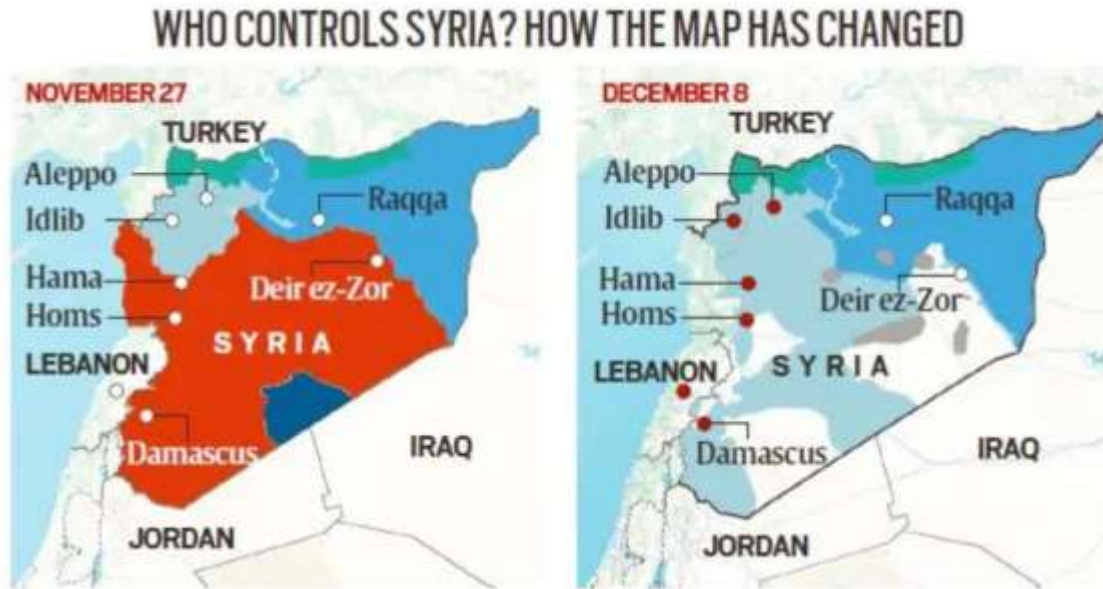 WHO CONTROLS SYRIA? HOW THE MAP HAS CHANGED
NOVEMBER 27
TURKEY
Aleppo
Idlib
Raqqa
Hama
Deir ez-Zor
Homs
SYRIA
LEBANON
Damascus
IRAQ
JORDAN
DECEMBER 8
TURKEY
Aleppo
Idlib
Raqqa
Hama
Deir ez-Zor
Homs
LEBANON
SYRIA
Damascus
IRAQ
JORDAN